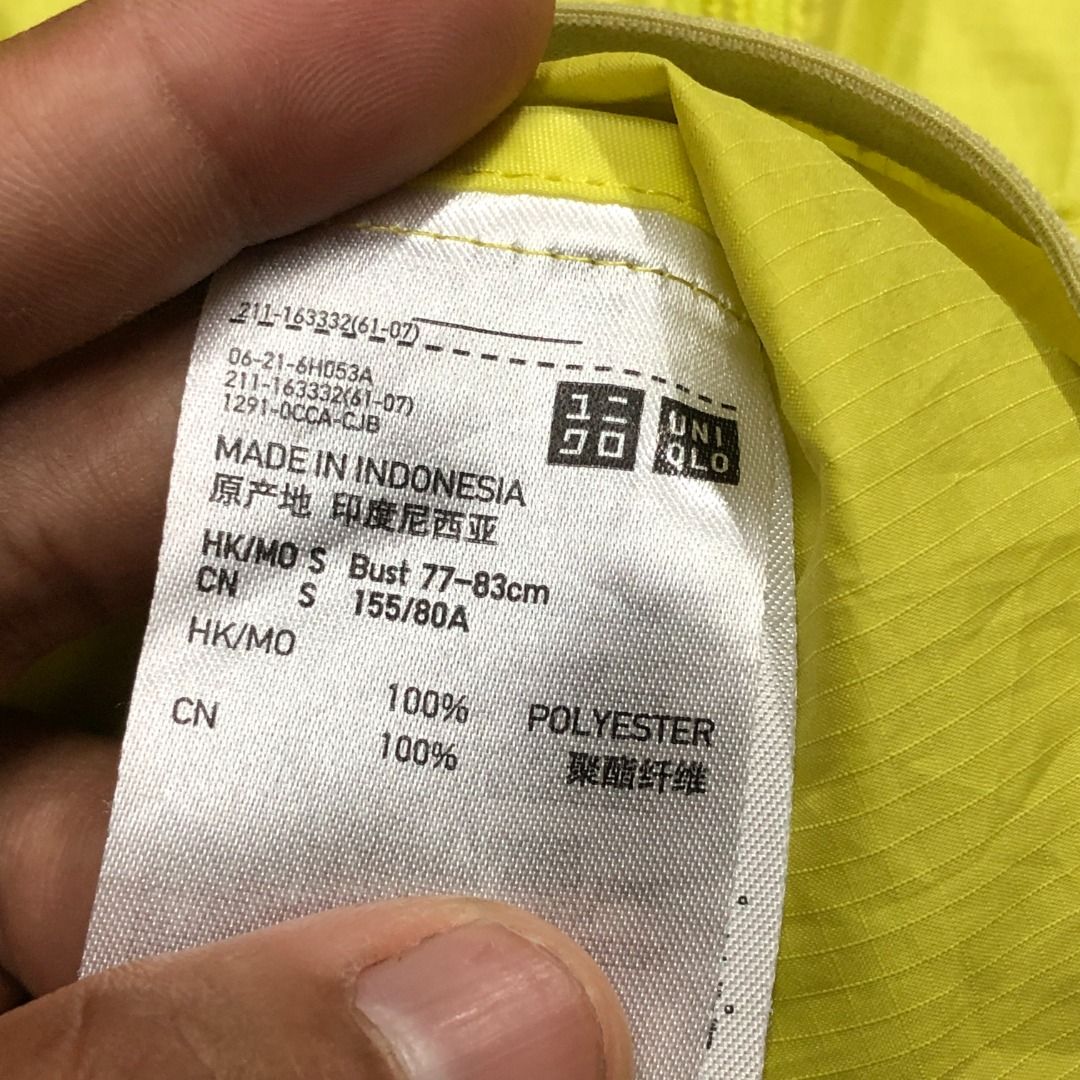 211-163332(61-07)
06-21-6H053A
211-163332(61-07)
1291-0CCA-CJB
ユニ
クロ
UNI
QLO
MADE IN INDONESIA
原产地 印度尼西亚
HK/MO S Bust 77-83cm
CN S 155/80A
HK/MO
100% POLYESTER
CN
100% 聚酯纤维